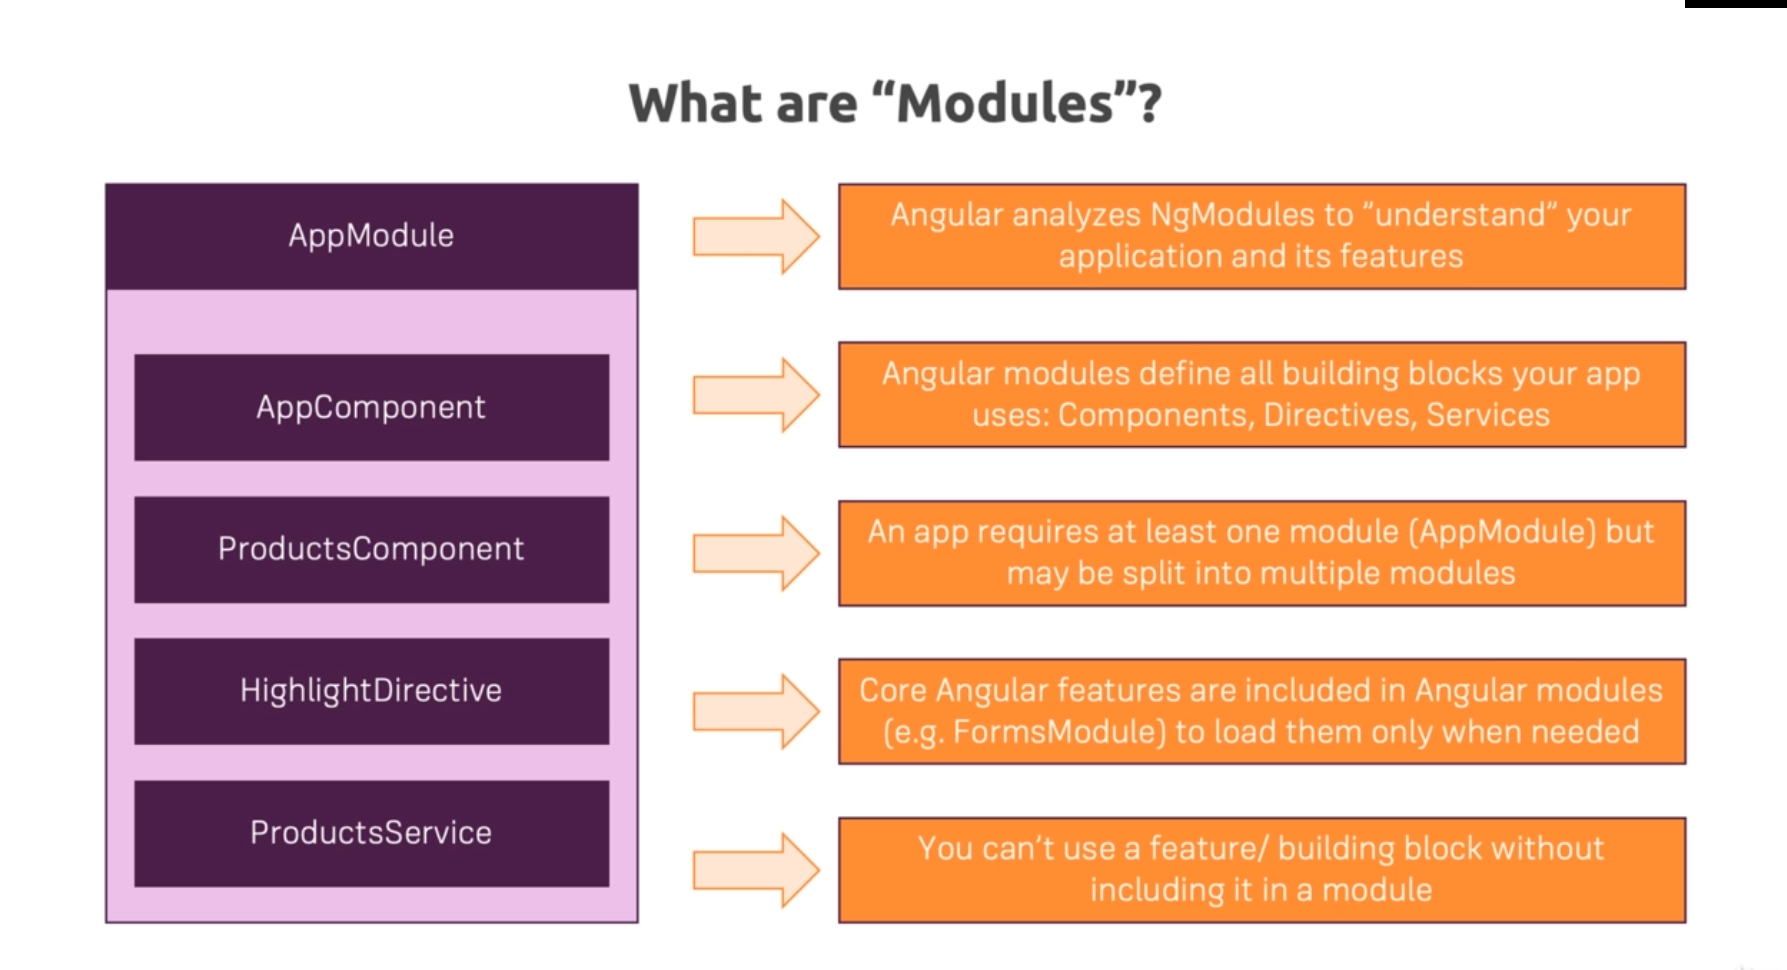 What are “Modules”?
AppModule
AppComponent
ProductsComponent
HighlightDirective
ProductsService
Angular analyzes NgModules to ”understand” your
application and its features
Angular modules define all building blocks your app
uses: Components, Directives, Services
An app requires at least one module (AppModule) but
may be split into multiple modules
Core Angular features are included in Angular modules
(e.g. FormsModule) to load them only when needed
You can’t use a feature/ building block without
including it in a module